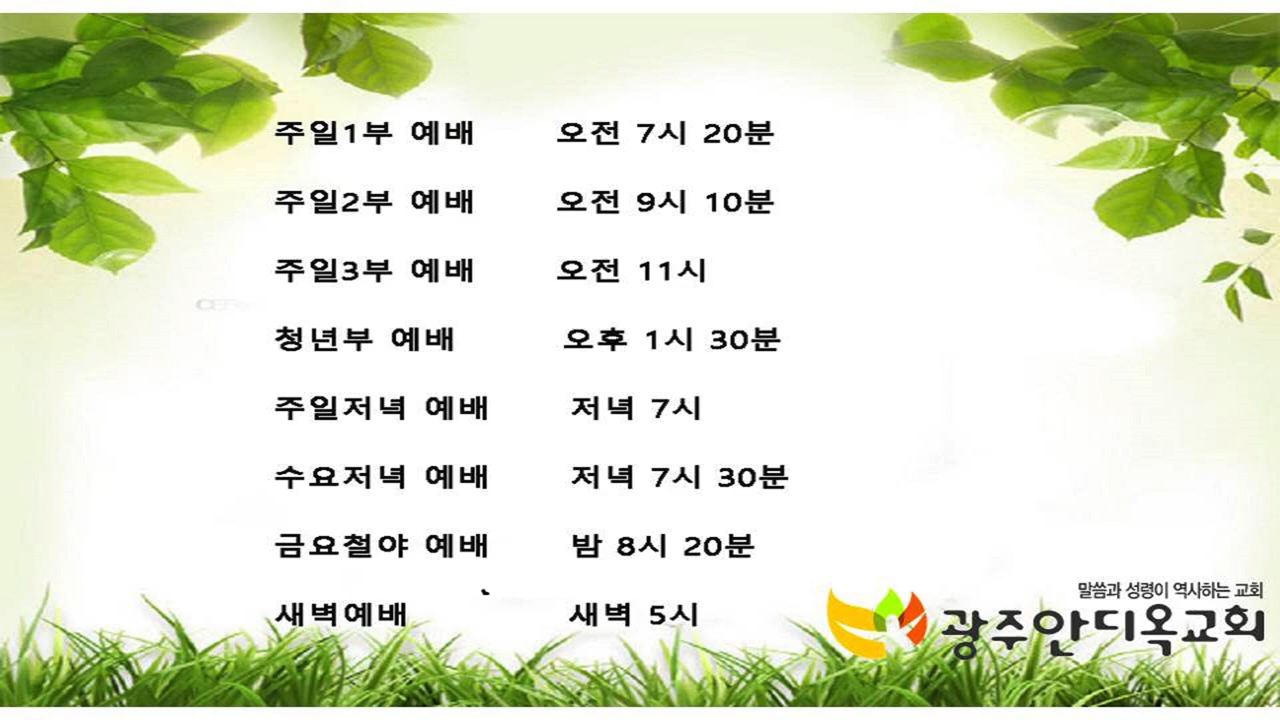 주일1부 예배 오전 7시 20분
주일2부 예배 오전 9시 10분
주일3부 예배 오전 11시
청년부 예배 오후 1시 30분
주일저녁 예배 저녁 7시
수요저녁 예배 저녁 7시 30분
금요철야 예배 밤 8시 20분
새벽예배 새벽 5시
말씀과 성령이 역사하는 교회
광주안디옥교회